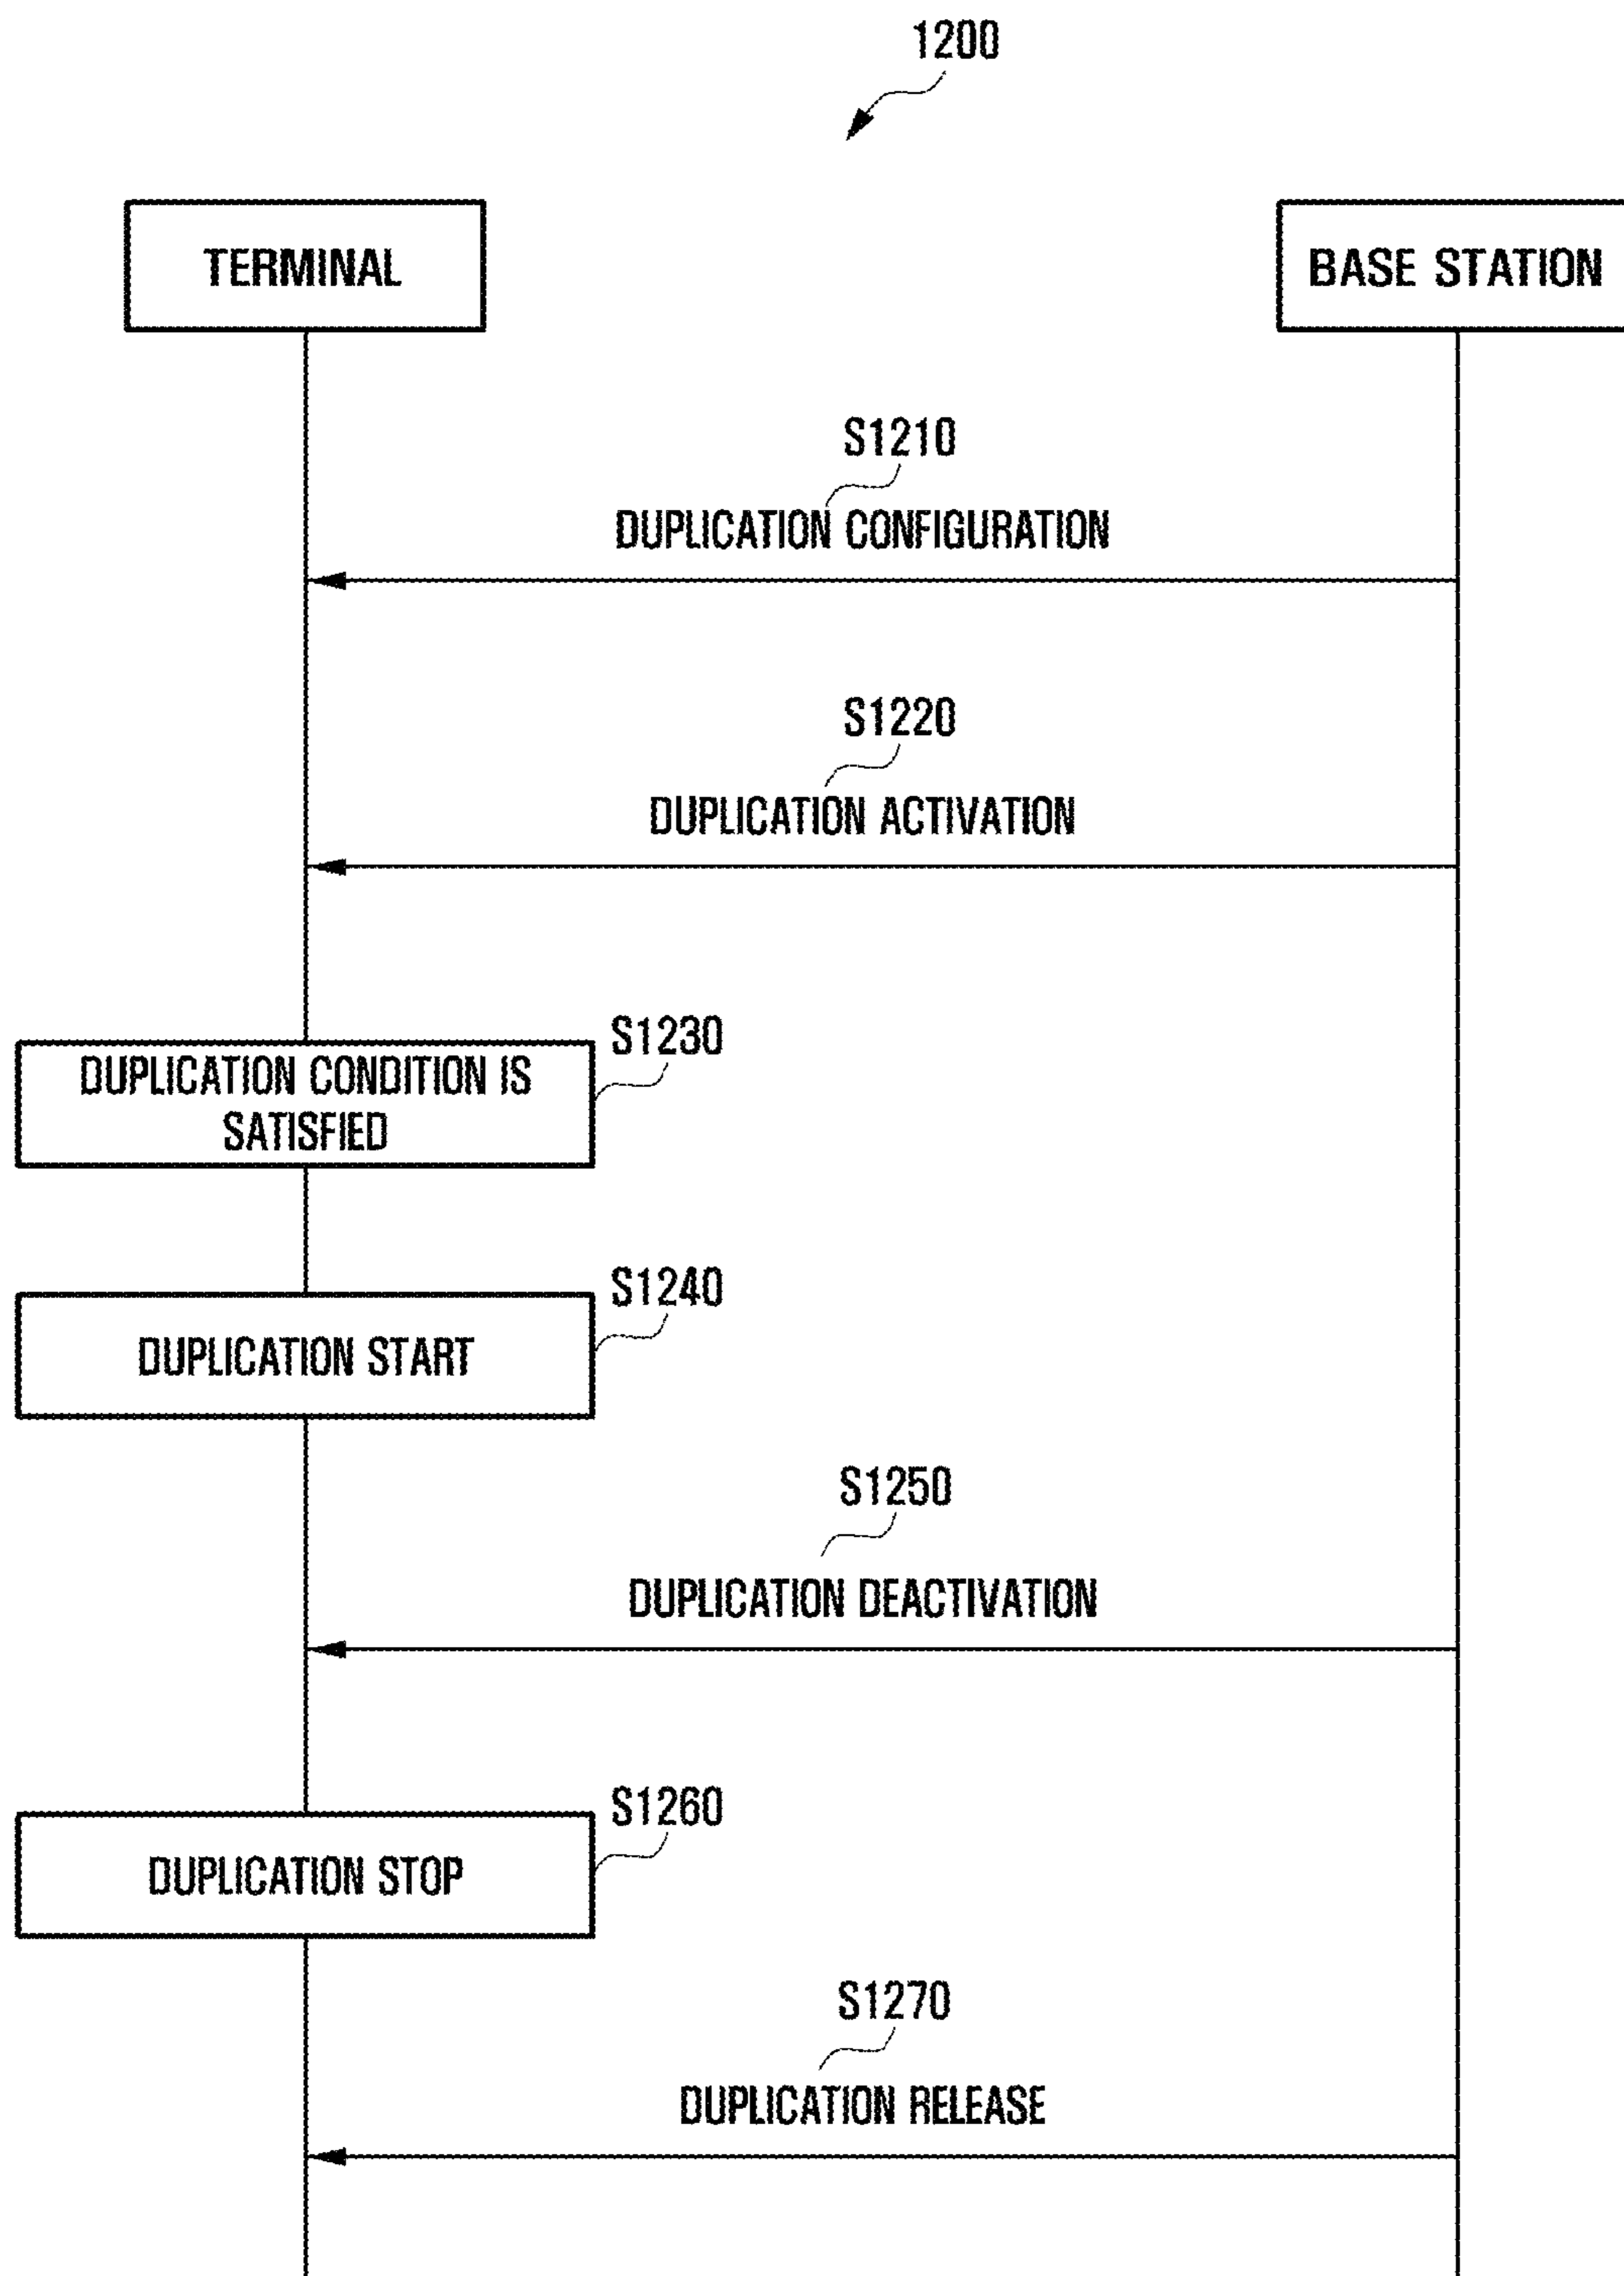 1200
TERMINAL
BASE STATION
S1210
DUPLICATION CONFIGURATION
S1220
DUPLICATION ACTIVATION
S1230
DUPLICATION CONDITION IS
SATISFIED
S1240
DUPLICATION START
S1250
DUPLICATION DEACTIVATION
S1260
DUPLICATION STOP
S1270
DUPLICATION RELEASE